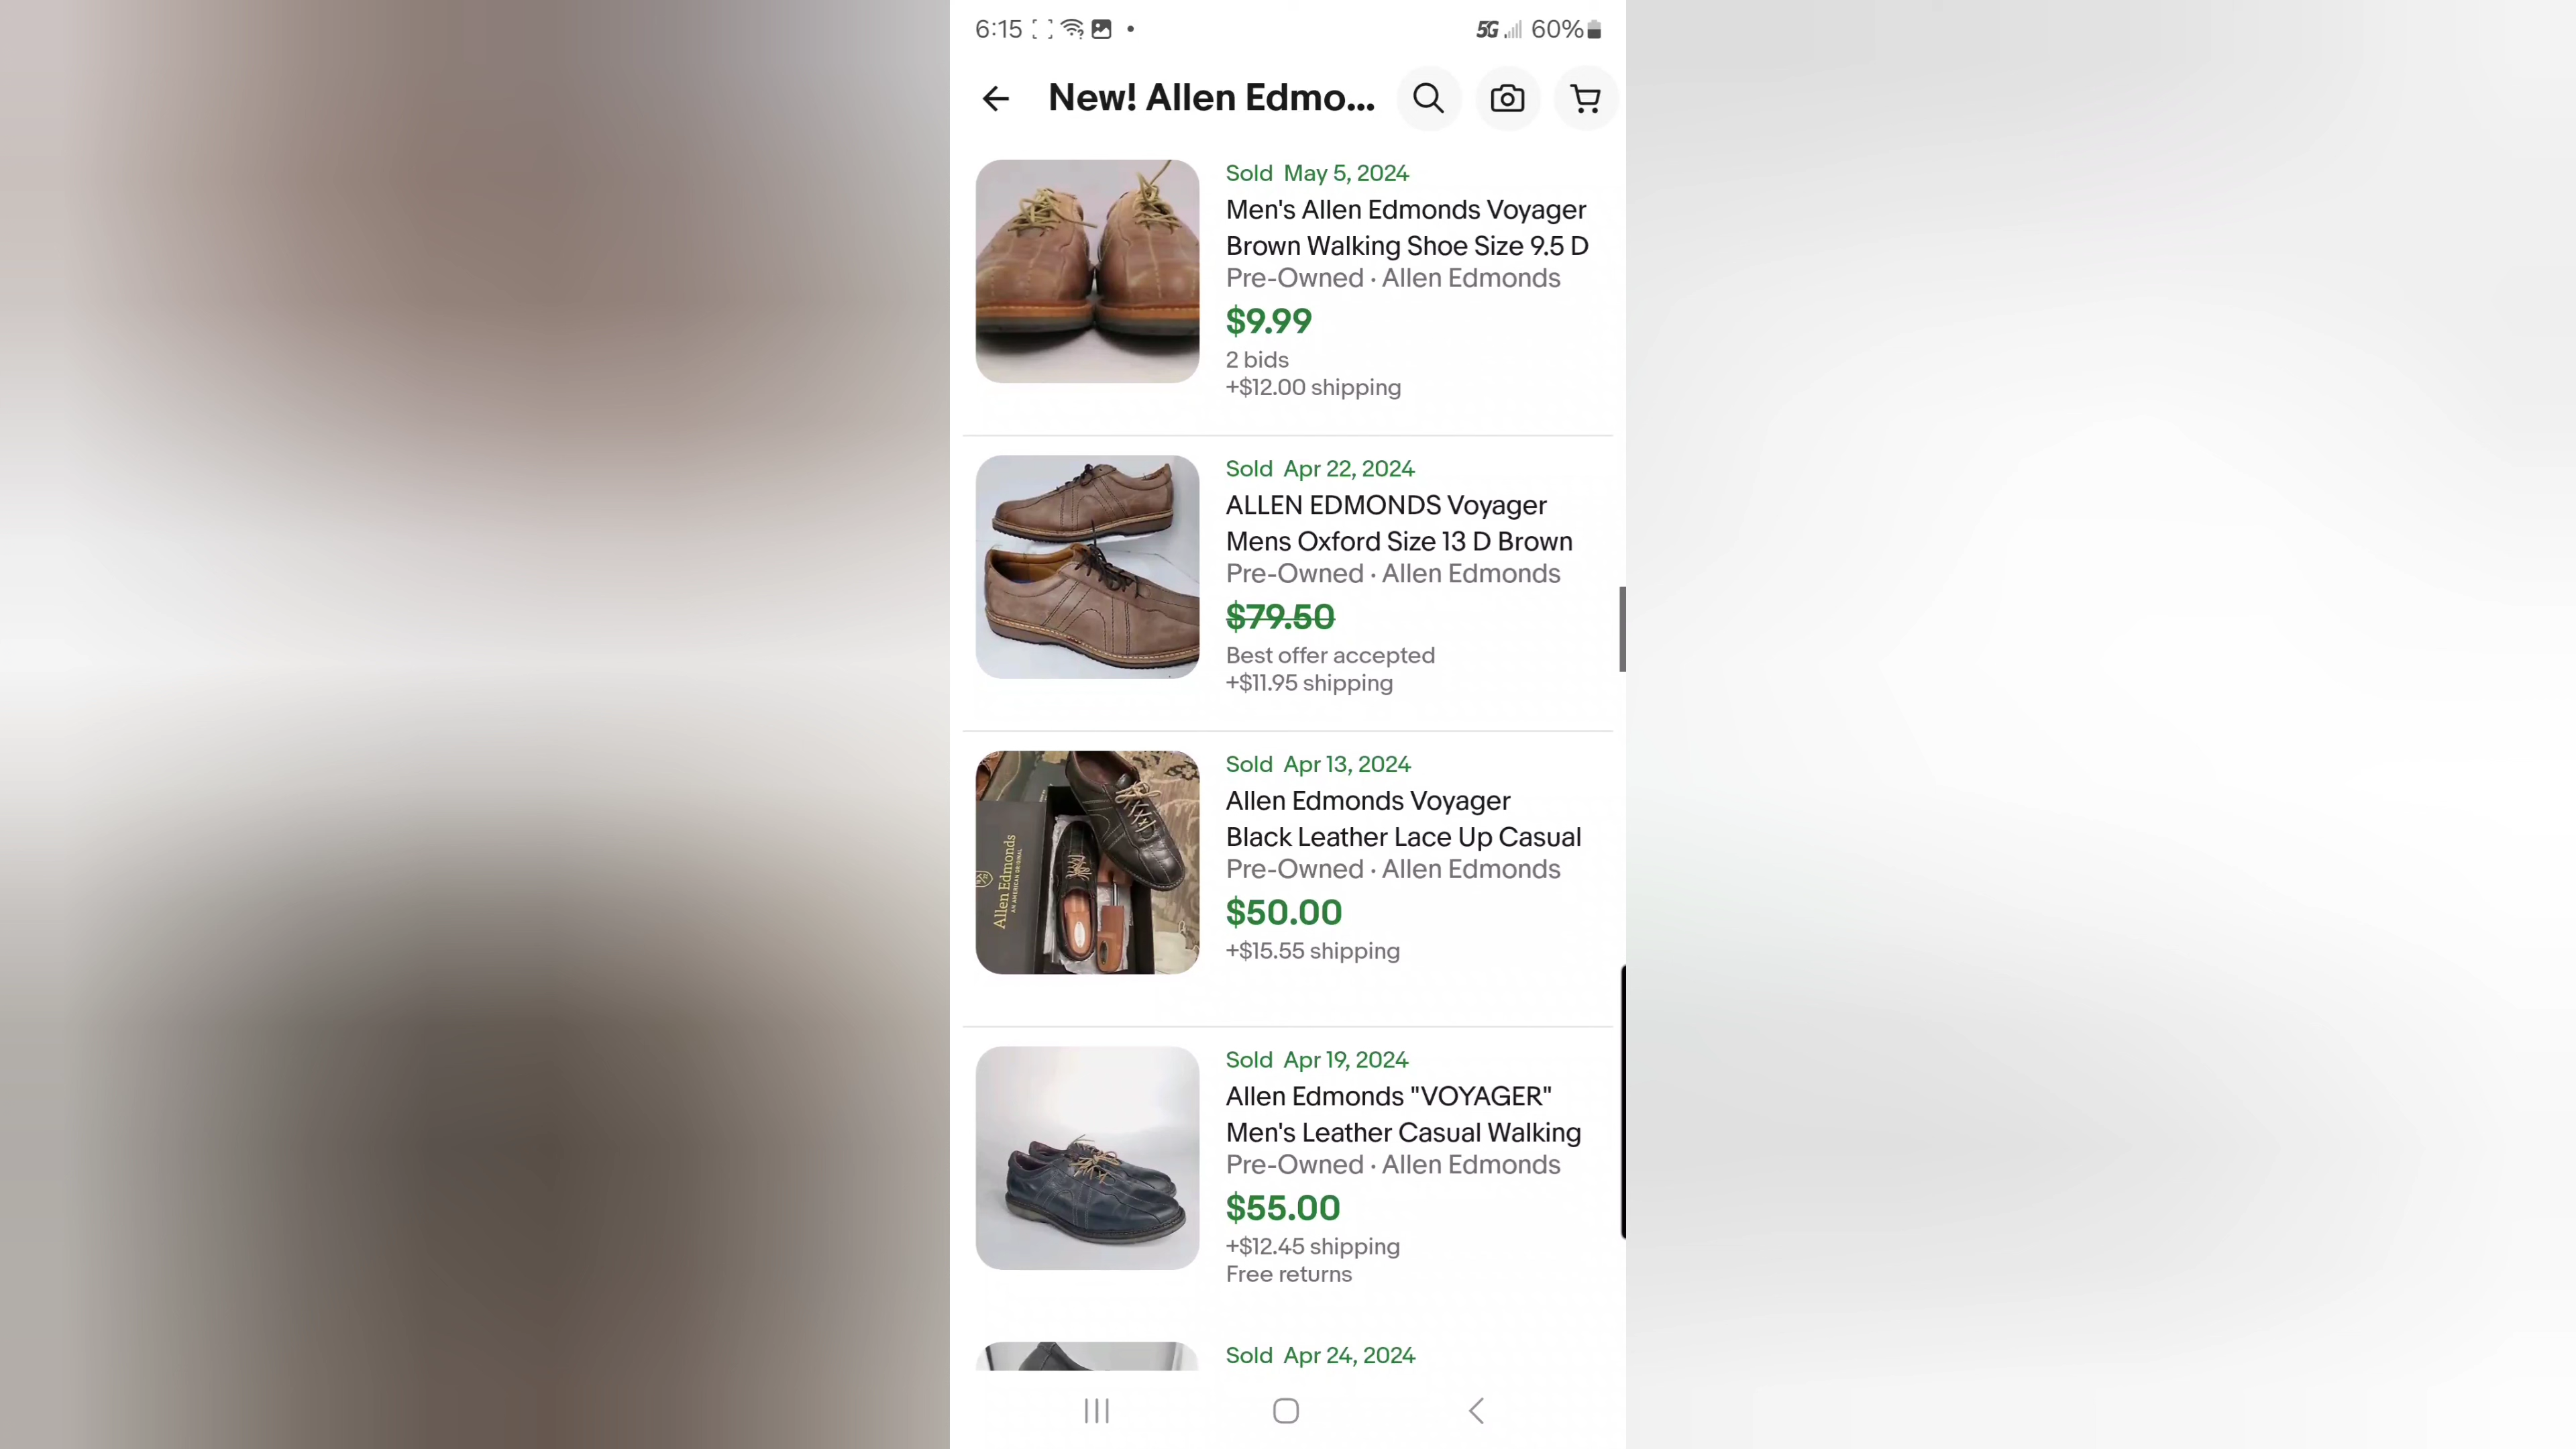 6:15
5G 60%
New! Allen Edmo...
Sold May 5, 2024
Men's Allen Edmonds Voyager
Brown Walking Shoe Size 9.5 D
Pre-Owned · Allen Edmonds
$9.99
2 bids
+$12.00 shipping
Sold Apr 22, 2024
ALLEN EDMONDS Voyager
Mens Oxford Size 13 D Brown
Pre-Owned · Allen Edmonds
$79.50
Best offer accepted
+$11.95 shipping
Allen Edmonds
AN AMERICAN ORIGINAL
Sold Apr 13, 2024
Allen Edmonds Voyager
Black Leather Lace Up Casual
Pre-Owned · Allen Edmonds
$50.00
+$15.55 shipping
Sold Apr 19, 2024
Allen Edmonds "VOYAGER"
Men's Leather Casual Walking
Pre-Owned · Allen Edmonds
$55.00
+$12.45 shipping
Free returns
Sold Apr 24, 2024